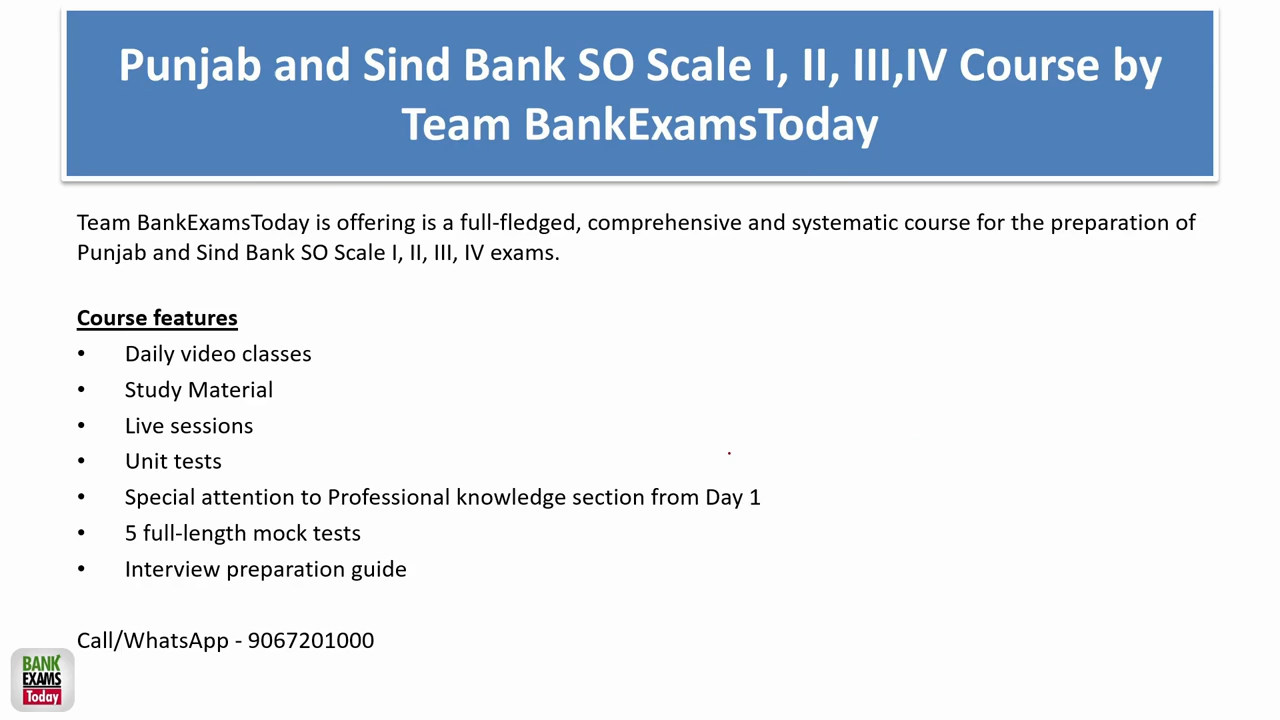 Punjab and Sind Bank SO Scale I, II, III,IV Course by
Team BankExamsToday
Team BankExamsToday is offering is a full-fledged, comprehensive and systematic course for the preparation of
Punjab and Sind Bank SO Scale I, II, III, IV exams.
Course features
• Daily video classes
• Study Material
• Live sessions
• Unit tests
• Special attention to Professional knowledge section from Day 1
• 5 full-length mock tests
• Interview preparation guide
Call/WhatsApp - 9067201000
BANK
EXAMS
Today